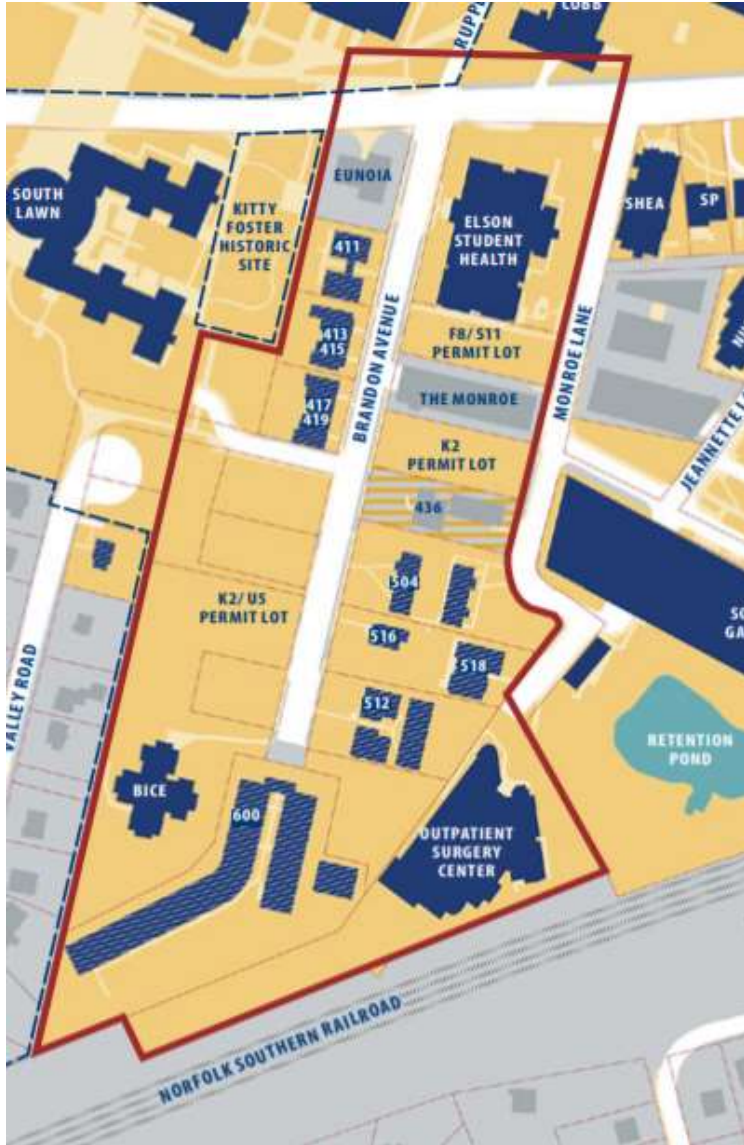 COBB
SOUTH
LAWN
KITTY
FOSTER
HISTORIC
SITE
EUNOIA
ELSON
STUDENT
HEALTH
SHEA
SP
411
413
415
417
419
BRANDON AVENUE
F8/S11
PERMIT LOT
THE MONROE
K2
PERMIT LOT
MONROE LANE
436
504
516
518
512
K2/U5
PERMIT LOT
VALLEY ROAD
BICE
600
OUTPATIENT
SURGERY
CENTER
RETENTION
POND
NORFOLK SOUTHERN RAILROAD